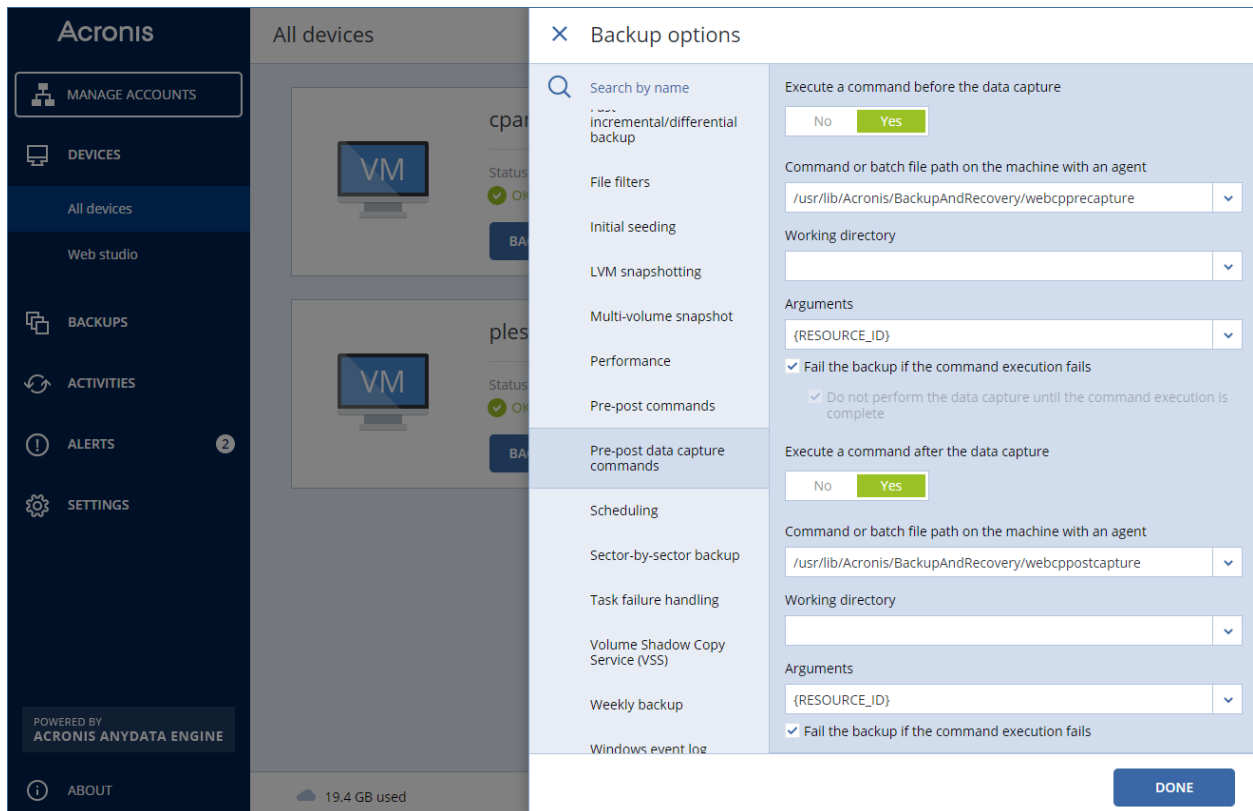 Acronis
MANAGE ACCOUNTS
DEVICES
All devices
Web studio
BACKUPS
ACTIVITIES
ALERTS
2
SETTINGS
POWERED BY
ACRONIS ANYDATA ENGINE
ABOUT
All devices
VM
cpan
Status
OK
BA
VM
ples
Status
OK
BA
19.4 GB used
Backup options
Search by name
incremental/differential
backup
File filters
Initial seeding
LVM snapshotting
Multi-volume snapshot
Performance
Pre-post commands
Pre-post data capture
commands
Scheduling
Sector-by-sector backup
Task failure handling
Volume Shadow Copy
Service (VSS)
Weekly backup
Windows event log
Execute a command before the data capture
No Yes
Command or batch file path on the machine with an agent
/usr/lib/Acronis/BackupAndRecovery/webcpprecapture
Working directory
Arguments
{RESOURCE_ID}
Fail the backup if the command execution fails
Do not perform the data capture until the command execution is
complete
Execute a command after the data capture
No Yes
Command or batch file path on the machine with an agent
/usr/lib/Acronis/BackupAndRecovery/webcppostcapture
Working directory
Arguments
{RESOURCE_ID}
Fail the backup if the command execution fails
DONE